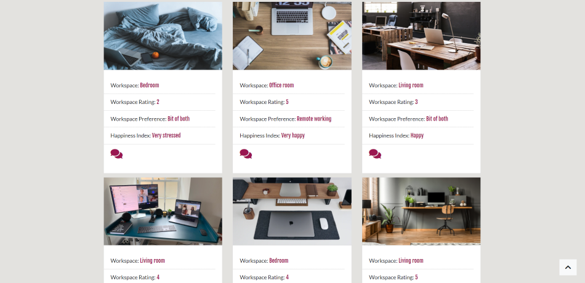 Workspace: Bedroom
Workspace Rating: 2
Workspace Preference: Bit of both
Happiness Index: Very stressed
Workspace: Office room
Workspace Rating: 5
Workspace Preference: Remote working
Happiness Index: Very happy
Workspace: Living room
Workspace Rating: 3
Workspace Preference: Bit of both
Happiness Index: Happy
Workspace: Living room
Workspace Rating: 4
Workspace: Bedroom
Workspace Rating: 4
Workspace: Living room
Workspace Rating: 5